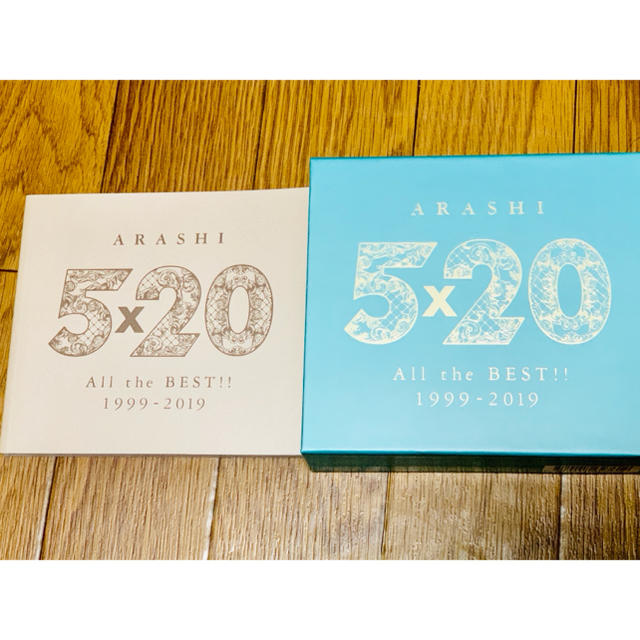 ARASHI
5x20
All the BEST!!
1999-2019
ARASHI
5x20
All the BEST!!
1999-2019